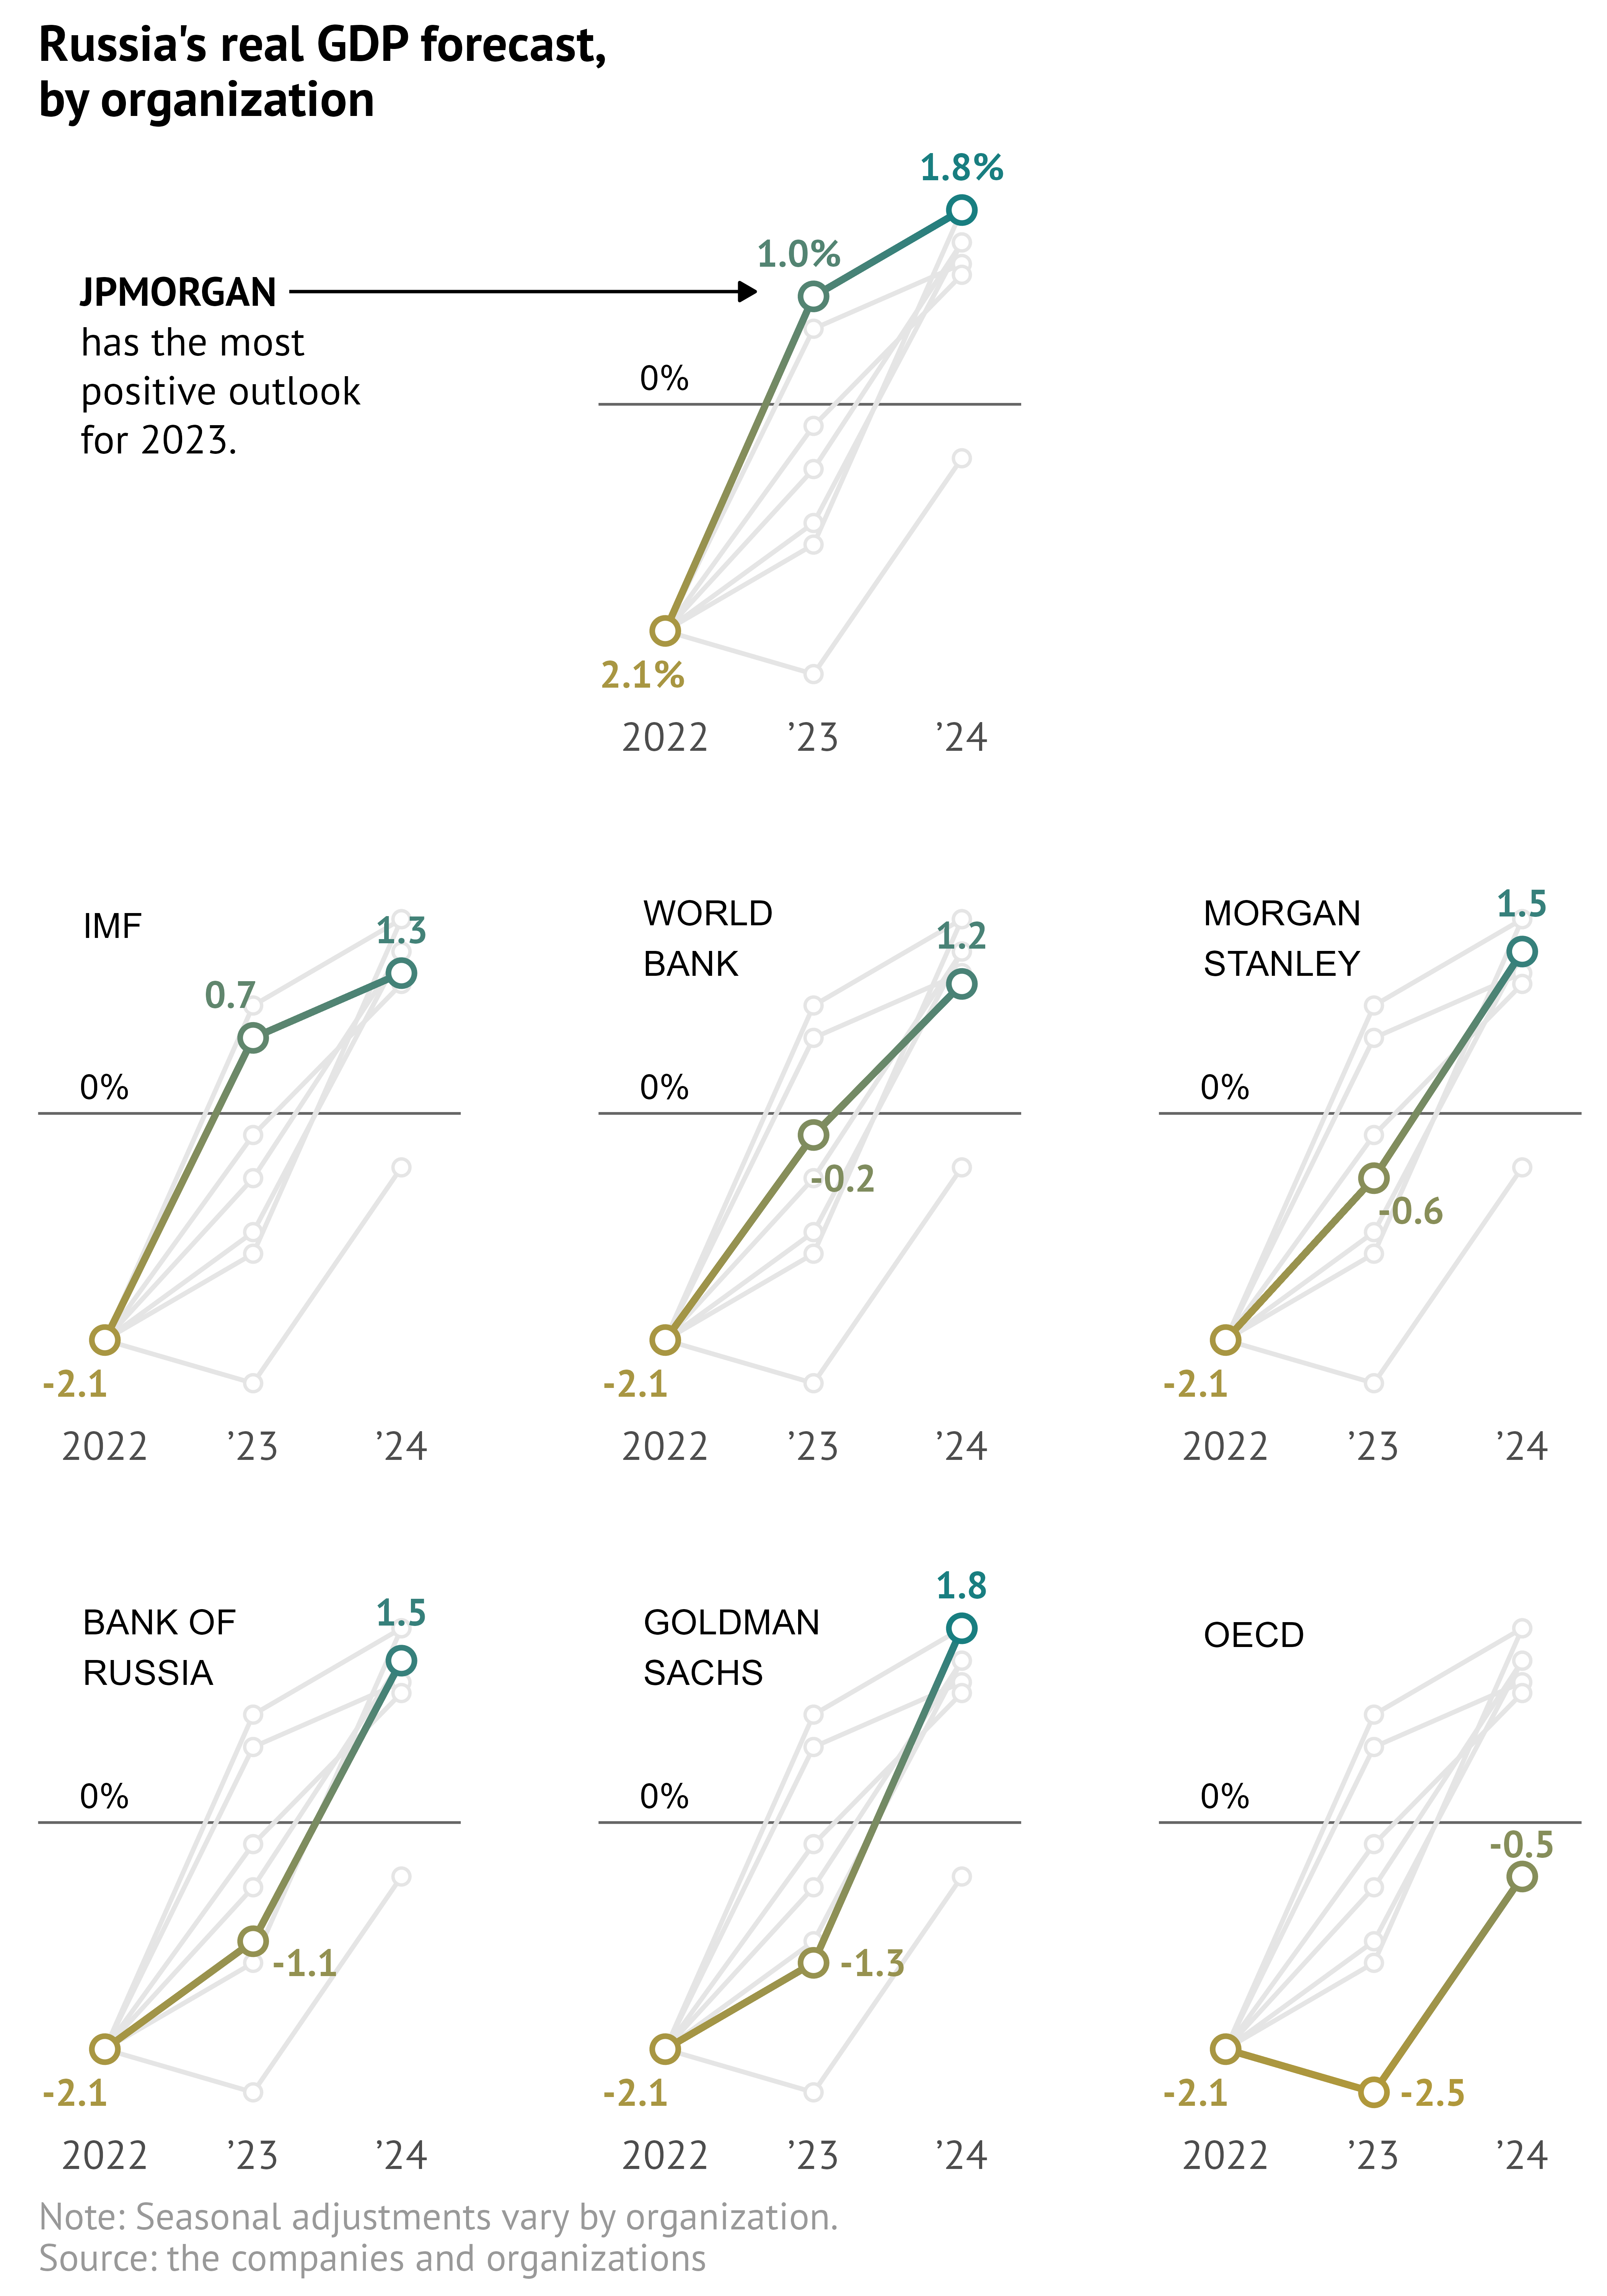 Russia's real GDP forecast,
by organization
1.8%
1.0%
JPMORGAN
has the most
positive outlook
for 2023.
0%
2.1%
2022 ’23 ’24
IMF
1.3
0.7
0%
-2.1
2022 ’23 ’24
WORLD
BANK
1.2
0%
-0.2
-2.1
2022 ’23 ’24
MORGAN
STANLEY
1.5
0%
-0.6
-2.1
2022 ’23 ’24
BANK OF
RUSSIA
1.5
0%
-1.1
-2.1
2022 ’23 ’24
GOLDMAN
SACHS
1.8
0%
-1.3
-2.1
2022 ’23 ’24
OECD
0%
-0.5
-2.1
-2.5
2022 ’23 ’24
Note: Seasonal adjustments vary by organization.
Source: the companies and organizations